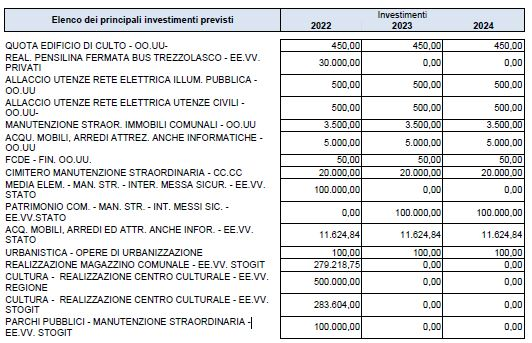 Elenco dei principali investimenti previsti Investimenti
2022 2023 2024
QUOTA EDIFICIO DI CULTO - OO.UU- 450,00 450,00 450,00
REAL. PENSILINA FERMATA BUS TREZZOLASCO - EE.VV.
PRIVATI 30.000,00 0,00 0,00
ALLACCIO UTENZE RETE ELETTRICA ILLUM. PUBBLICA -
OO.UU 500,00 500,00 500,00
ALLACCIO UTENZE RETE ELETTRICA UTENZE CIVILI -
OO.UU- 500,00 500,00 500,00
MANUTENZIONE STRAOR. IMMOBILI COMUNALI - OO.UU 3.500,00 3.500,00 3.500,00
ACQU. MOBILI, ARREDI ATTREZ. ANCHE INFORMATICHE -
OO.UU 5.000,00 5.000,00 5.000,00
FCDE - FIN. OO.UU. 50,00 50,00 50,00
CIMITERO MANUTENZIONE STRAORDINARIA - CC.CC 20.000,00 20.000,00 20.000,00
MEDIA ELEM. - MAN. STR. - INTER. MESSA SICUR. - EE.VV.
STATO 100.000,00 0,00 0,00
PATRIMONIO COM. - MAN. STR. - INT. MESSI SIC. -
EE.VV.STATO 0,00 100.000,00 100.000,00
ACQ. MOBILI, ARREDI ED ATTR. ANCHE INFOR. - EE.VV.
STATO 11.624,84 11.624,84 11.624,84
URBANISTICA - OPERE DI URBANIZZAZIONE 100,00 100,00 100,00
REALIZZAZIONE MAGAZZINO COMUNALE - EE.VV. STOGIT 279.218,75 0,00 0,00
CULTURA - REALIZZAZIONE CENTRO CULTURALE - EE.VV.
REGIONE 500.000,00 0,00 0,00
CULTURA - REALIZZAZIONE CENTRO CULTURALE - EE.VV.
STOGIT 283.604,00 0,00 0,00
PARCHI PUBBLICI - MANUTENZIONE STRAORDINARIA -
EE.VV. STOGIT 100.000,00 0,00 0,00